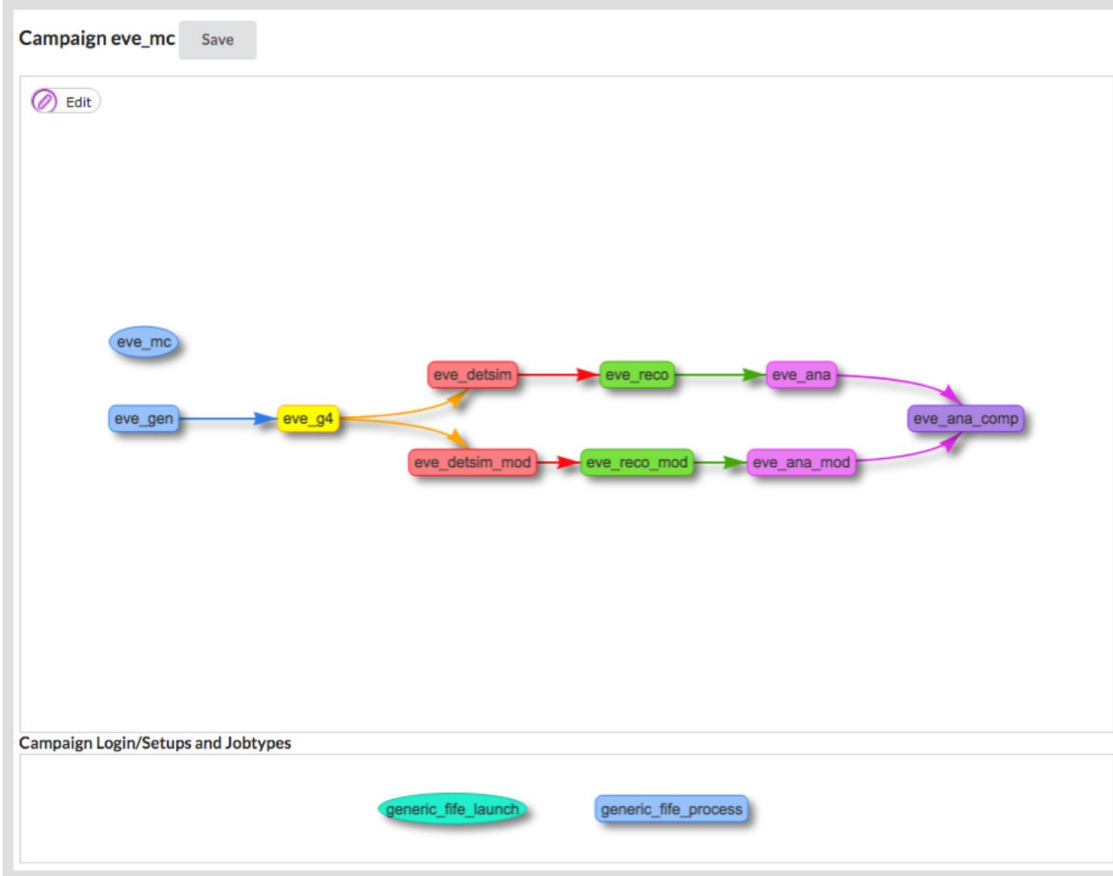 Campaign eve_mc Save
Edit
eve_mc
eve_detsim eve_reco eve_ana
eve_gen eve_g4 eve_ana_comp
eve_detsim_mod eve_reco_mod eve_ana_mod
Campaign Login/Setups and Jobtypes
generic_fife_launch generic_fife_process